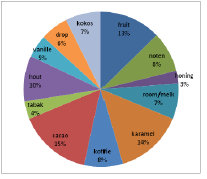 fruit
13%
noten
8%
honing
3%
room/melk
7%
karamel
14%
koffie
8%
cacao
15%
tabak
4%
hout
10%
vanille
5%
drop
6%
kokos
7%